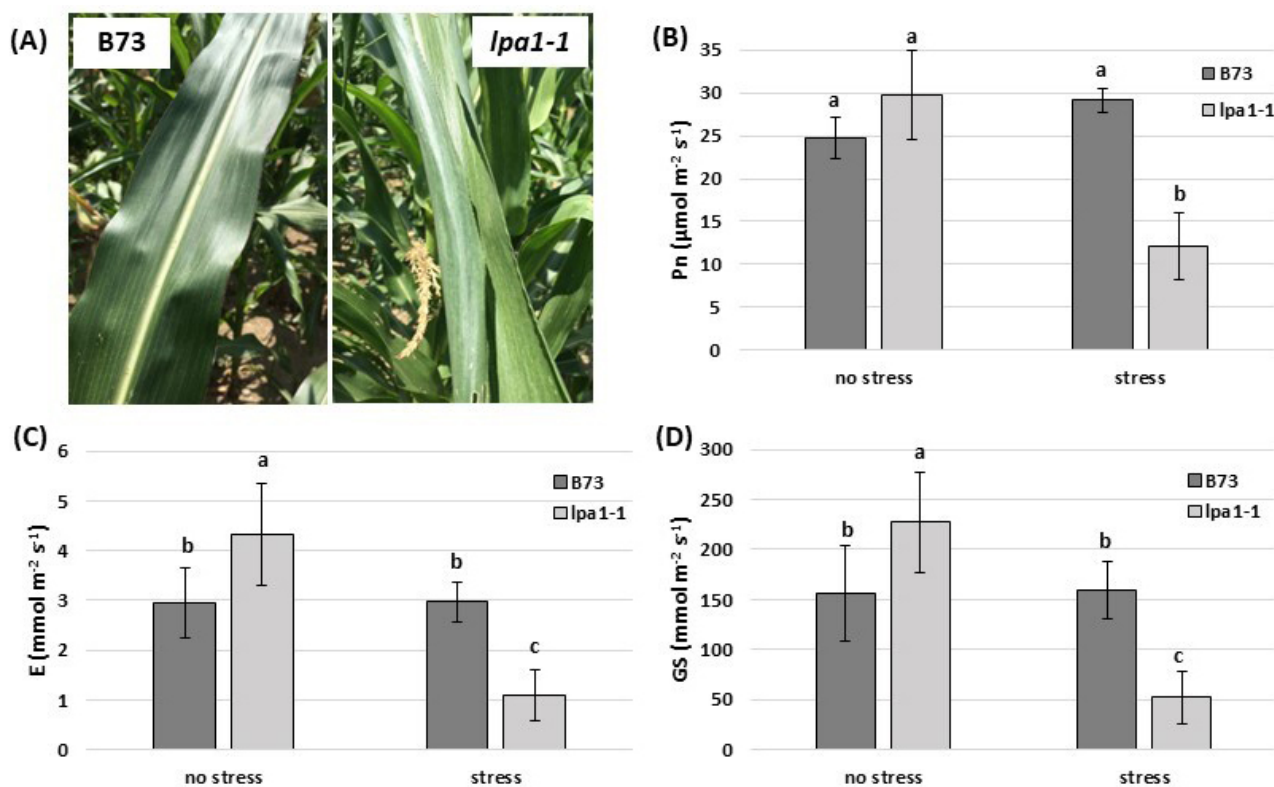 (A)
B73
lpa1-1
(B)
35
30
25
20
15
10
5
0
Pn (µmol m-2 s-1)
a
a
a
b
B73
lpa1-1
no stress
stress
(C)
6
5
4
3
2
1
0
E (mmol m-2 s-1)
b
a
b
c
B73
lpa1-1
no stress
stress
(D)
300
250
200
150
100
50
0
GS (mmol m-2 s-1)
b
a
b
c
B73
lpa1-1
no stress
stress